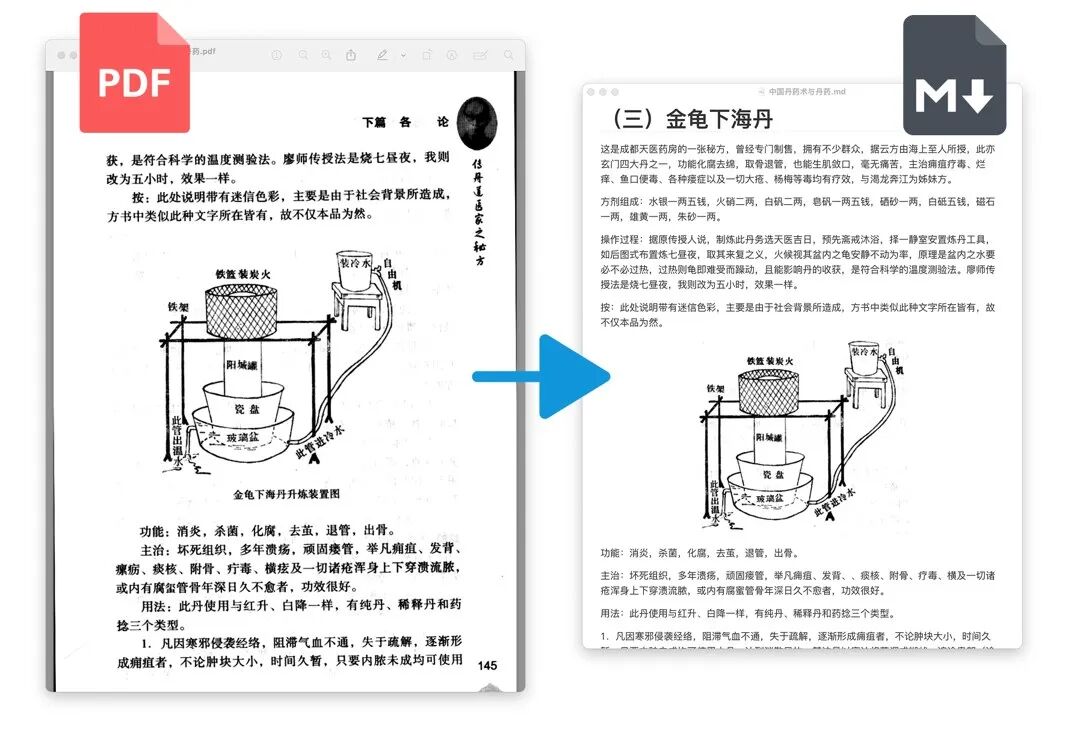 PDF
丹药.pdf
下篇 各 论
传丹道医家之秘方
获，是符合科学的温度测验法。廖师传授法是烧七昼夜，我则
改为五小时，效果一样。
按：此处说明带有迷信色彩，主要是由于社会背景所造成，
方书中类似此种文字所在皆有，故不仅本品为然。
铁篮装炭火
装冷水
自由机
铁架
阳城罐
瓷盘
玻璃盆
此管出温水
此管进冷水
金龟下海丹升炼装置图
功能：消炎，杀菌，化腐，去茧，退管，出骨。
主治：坏死组织，多年溃疡，顽固瘘管，举凡痈疽、发背、
瘰疬、痰核、附骨、疔毒、横痃及一切诸疮浑身上下穿溃流脓，
或内有腐蜑管骨年深日久不愈者，功效很好。
用法：此丹使用与红升、白降一样，有纯丹、稀释丹和药
捻三个类型。
1．凡因寒邪侵袭经络，阻滞气血不通，失于疏解，逐渐形
成痈疽者，不论肿块大小，时间久暂，只要内脓未成均可使用
145
M
中国丹药术与丹药.md
（三）金龟下海丹
这是成都天医药房的一张秘方，曾经专门制售，拥有不少群众，据云方由海上至人所授，此亦
玄门四大丹之一，功能化腐去绵，取骨退管，也能生肌敛口，毫无痛苦，主治痈疽疔毒、烂
痒、鱼口便毒、各种瘘症以及一切大疮、杨梅等毒均有疗效，与渴龙奔江为姊妹方。
方剂组成：水银一两五钱，火硝二两，白矾二两，皂矾一两五钱，硒砂一两，白砥五钱，磁石
一两，雄黄一两，朱砂一两。
操作过程：据原传授人说，制炼此丹务选天医吉日，预先斋戒沐浴，择一静室安置炼丹工具，
如后图式布置炼七昼夜，取其来复之义，火候视其盆内之龟安静不动为率，原理是盆内之水要
必不必过热，过热则龟即难受而躁动，且能影响丹的收获，是符合科学的温度测验法。廖师传
授法是烧七昼夜，我则改为五小时，效果一样。
按：此处说明带有迷信色彩，主要是由于社会背景所造成，方书中类似此种文字所在皆有，故
不仅本品为然。
铁篮装炭火
装冷水
自由机
铁架
阳城罐
瓷盘
玻璃盆
此管出温水
此管进冷水
功能：消炎，杀菌，化腐，去茧，退管，出骨。
主治：坏死组织，多年溃疡，顽固瘘管，举凡痈疽、发背、、痰核、附骨、疔毒、横及一切诸
疮浑身上下穿溃流脓，或内有腐蜜管骨年深日久不愈者，功效很好。
用法：此丹使用与红升、白降一样，有纯丹、稀释丹和药捻三个类型。
1．凡因寒邪侵袭经络，阻滞气血不通，失于疏解，逐渐形成痈疽者，不论肿块大小，时间久